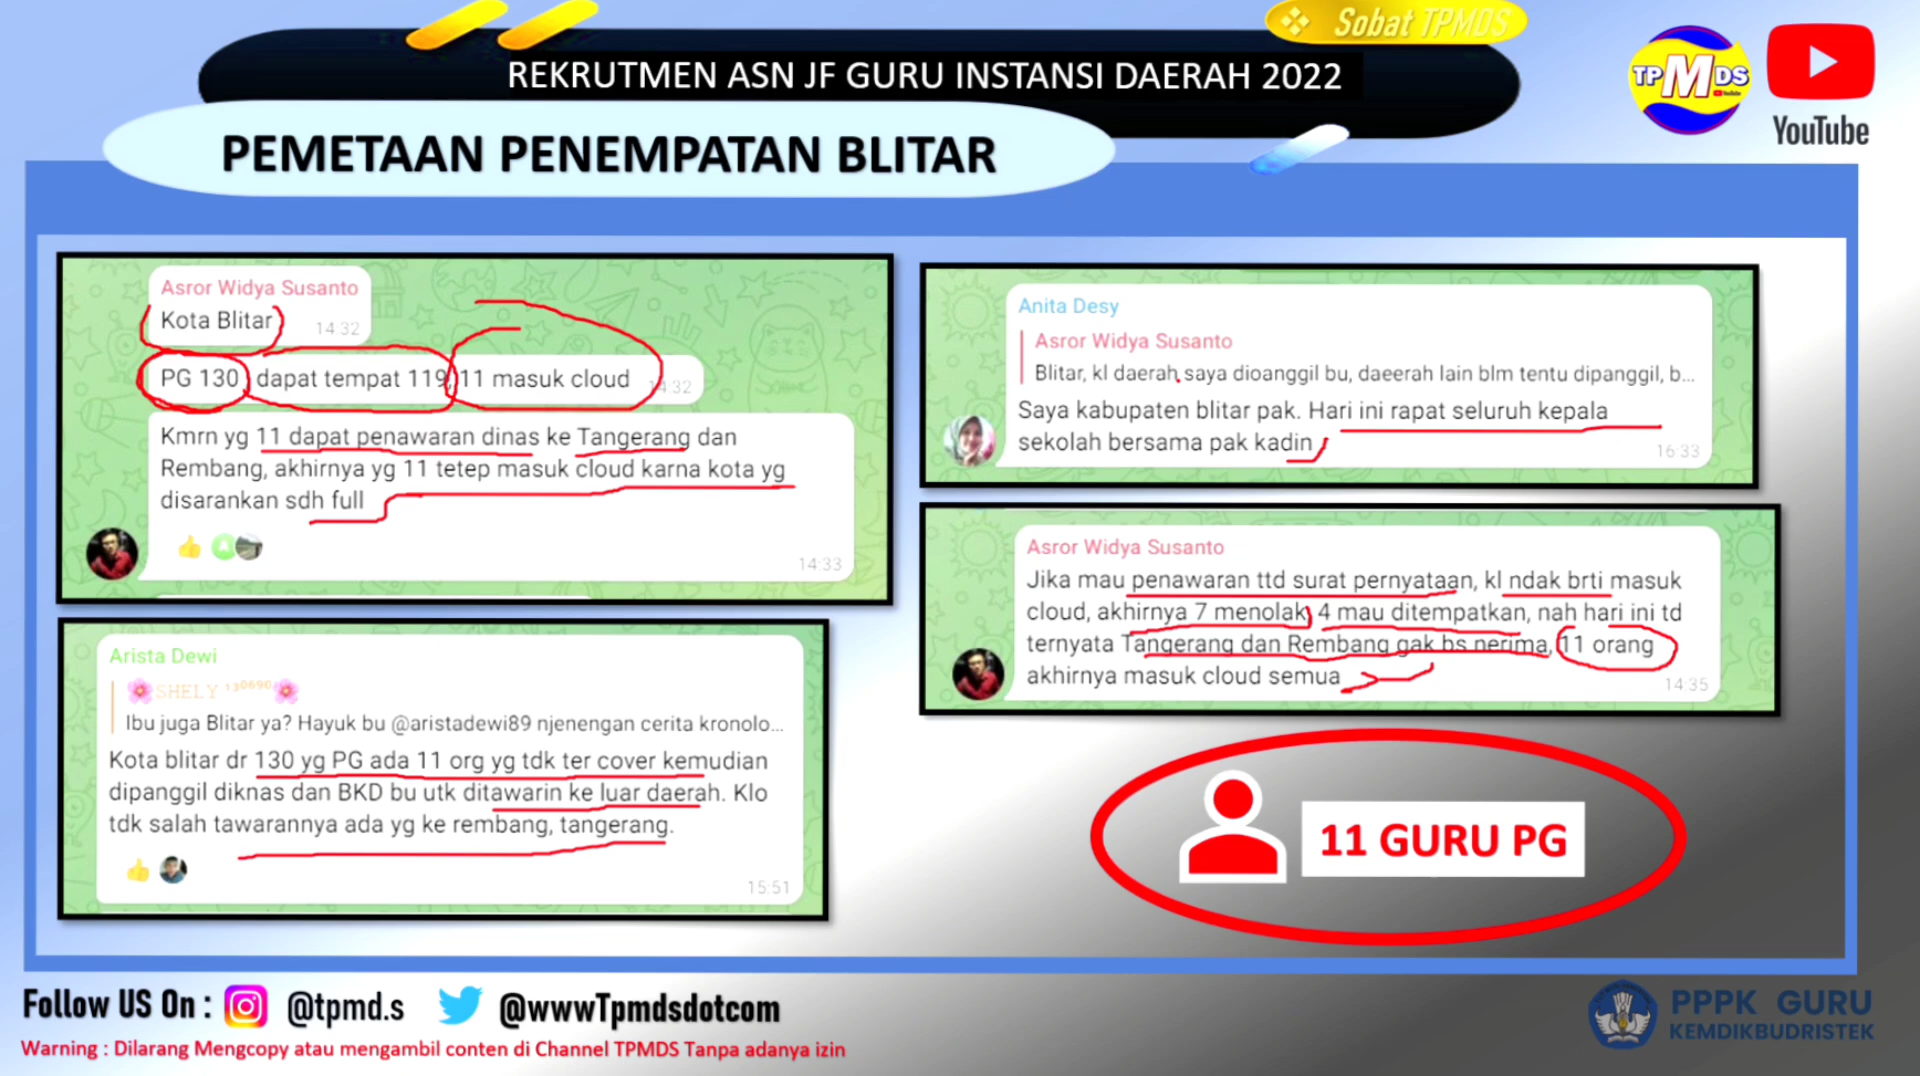 Sobat TPMDS
REKRUTMEN ASN JF GURU INSTANSI DAERAH 2022
TPMDS
YouTube
PEMETAAN PENEMPATAN BLITAR
Asror Widya Susanto
Kota Blitar
14:32
PG 130, dapat tempat 119, 11 masuk cloud
14:32
Kmrn yg 11 dapat penawaran dinas ke Tangerang dan
Rembang, akhirnya yg 11 tetep masuk cloud karna kota yg
disarankan sdh full
A
14:33
Arista Dewi
SHELY 130690
Ibu juga Blitar ya? Hayuk bu @aristadewi89 njenengan cerita kronolo...
Kota blitar dr 130 yg PG ada 11 org yg tdk ter cover kemudian
dipanggil diknas dan BKD bu utk ditawarin ke luar daerah. Klo
tdk salah tawarannya ada yg ke rembang, tangerang.
15:51
Anita Desy
Asror Widya Susanto
Blitar, kl daerah saya dioanggil bu, daeerah lain blm tentu dipanggil, b...
Saya kabupaten blitar pak. Hari ini rapat seluruh kepala
sekolah bersama pak kadin
16:33
Asror Widya Susanto
Jika mau penawaran ttd surat pernyataan, kl ndak brti masuk
cloud, akhirnya 7 menolak, 4 mau ditempatkan, nah hari ini td
ternyata Tangerang dan Rembang gak bs nerima, 11 orang
akhirnya masuk cloud semua
14:35
11 GURU PG
Follow US On : @tpmd.s @wwwTpmdsdotcom
Warning : Dilarang Mengcopy atau mengambil conten di Channel TPMDS Tanpa adanya izin
PPPK GURU
KEMDIKBUDRISTEK